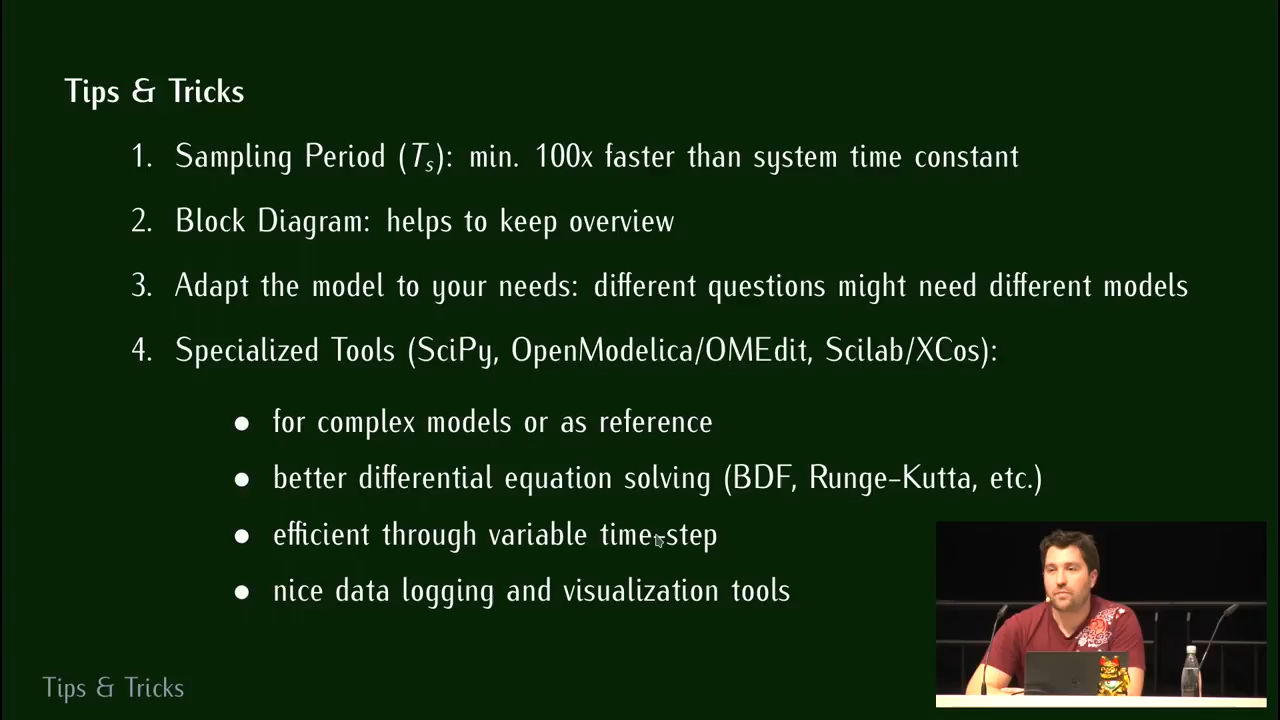 Tips & Tricks
1. Sampling Period (Ts): min. 100x faster than system time constant
2. Block Diagram: helps to keep overview
3. Adapt the model to your needs: different questions might need different models
4. Specialized Tools (SciPy, OpenModelica/OMEdit, Scilab/XCos):
● for complex models or as reference
● better differential equation solving (BDF, Runge–Kutta, etc.)
● efficient through variable time-step
● nice data logging and visualization tools
Tips & Tricks